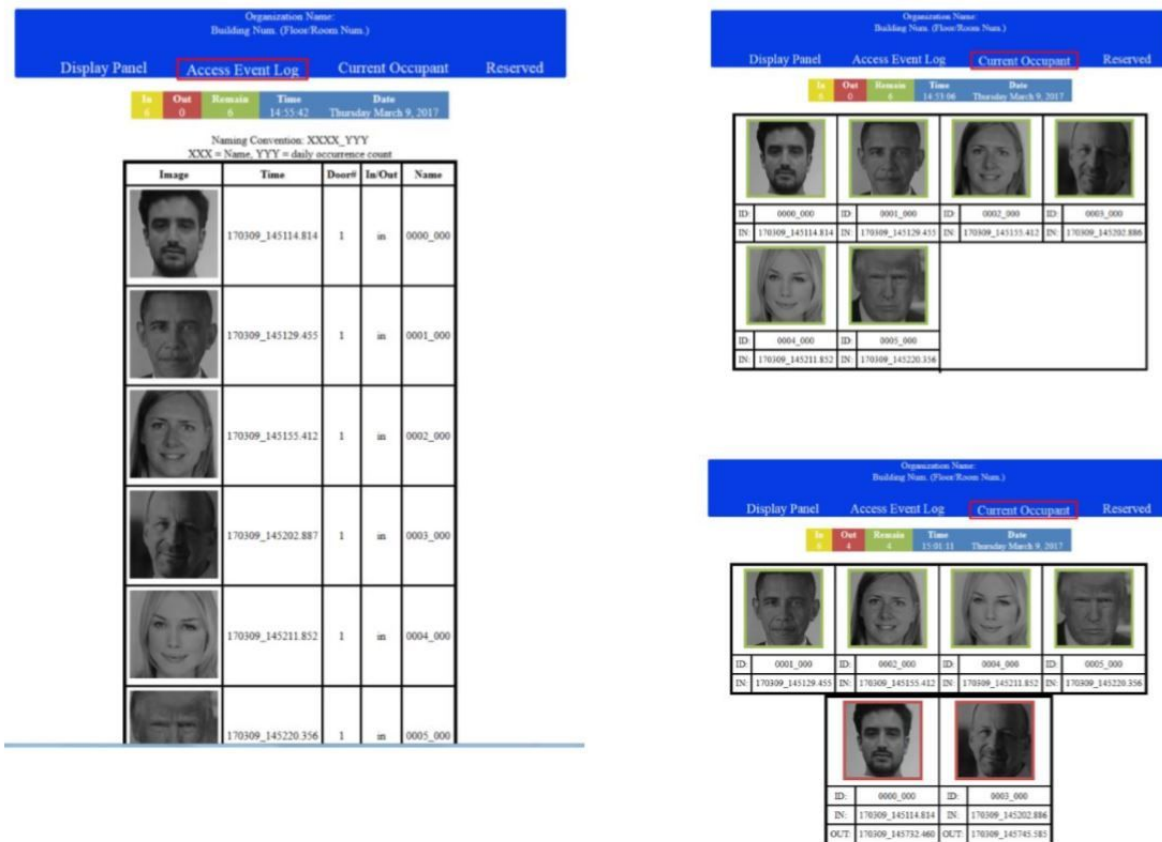 Organization Name:
Building Num. (Floor/Room Num.)
Display Panel Access Event Log Current Occupant Reserved
In Out Remain Time Date
6 0 6 14:55:42 Thursday March 9, 2017
Naming Convention: XXXX_YYY
XXX = Name, YYY = daily occurrence count
Image Time Door# In/Out Name
170309_145114.814 1 in 0000_000
170309_145129.455 1 in 0001_000
170309_145155.412 1 in 0002_000
170309_145202.887 1 in 0003_000
170309_145211.852 1 in 0004_000
170309_145220.356 1 in 0005_000
Organization Name:
Building Num. (Floor/Room Num.)
Display Panel Access Event Log Current Occupant Reserved
In Out Remain Time Date
6 0 6 14:53:06 Thursday March 9, 2017
ID: 0000_000 ID: 0001_000 ID: 0002_000 ID: 0003_000
IN: 170309_145114.814 IN: 170309_145129.455 IN: 170309_145155.412 IN: 170309_145202.886
ID: 0004_000 ID: 0005_000
IN: 170309_145211.852 IN: 170309_145220.356
Organization Name:
Building Num. (Floor/Room Num.)
Display Panel Access Event Log Current Occupant Reserved
In Out Remain Time Date
4 4 15:01:11 Thursday March 9, 2017
ID: 0001_000 ID: 0002_000 ID: 0004_000 ID: 0005_000
IN: 170309_145129.455 IN: 170309_145155.412 IN: 170309_145211.852 IN: 170309_145220.356
ID: 0000_000 ID: 0003_000
IN: 170309_145114.814 IN: 170309_145202.886
OUT: 170309_145732.460 OUT: 170309_145745.585